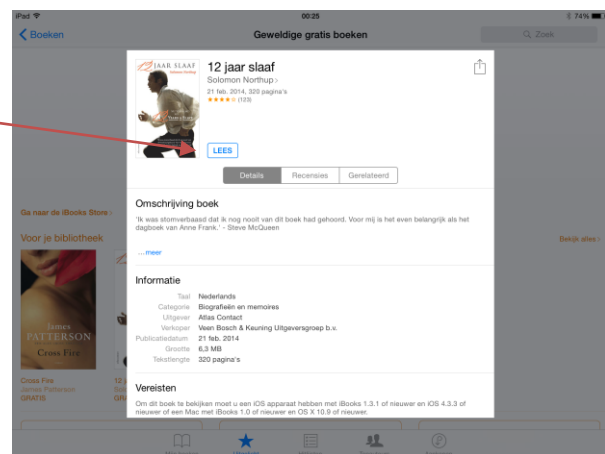 iPad
00:25
74%
Boeken
Geweldige gratis boeken
Zoek
JAAR SLAAF
Solomon Northup
12 jaar slaaf
Solomon Northup
21 feb. 2014, 320 pagina's
(123)
LEES
Details
Recensies
Gerelateerd
Omschrijving boek
'Ik was stomverbaasd dat ik nog nooit van dit boek had gehoord. Voor mij is het even belangrijk als het
dagboek van Anne Frank.' - Steve McQueen
...meer
Informatie
Taal Nederlands
Categorie Biografieën en memoires
Uitgever Atlas Contact
Verkoper Veen Bosch & Keuning Uitgeversgroep b.v.
Publicatiedatum 21 feb. 2014
Grootte 6,3 MB
Tekstlengte 320 pagina's
Vereisten
Om dit boek te bekijken moet u een iOS apparaat hebben met iBooks 1.3.1 of nieuwer en iOS 4.3.3 of
nieuwer of een Mac met iBooks 1.0 of nieuwer en OS X 10.9 of nieuwer.
Ga naar de iBooks Store
Voor je bibliotheek
Bekijk alles
James
PATTERSON
Cross Fire
Cross Fire
James Patterson
GRATIS